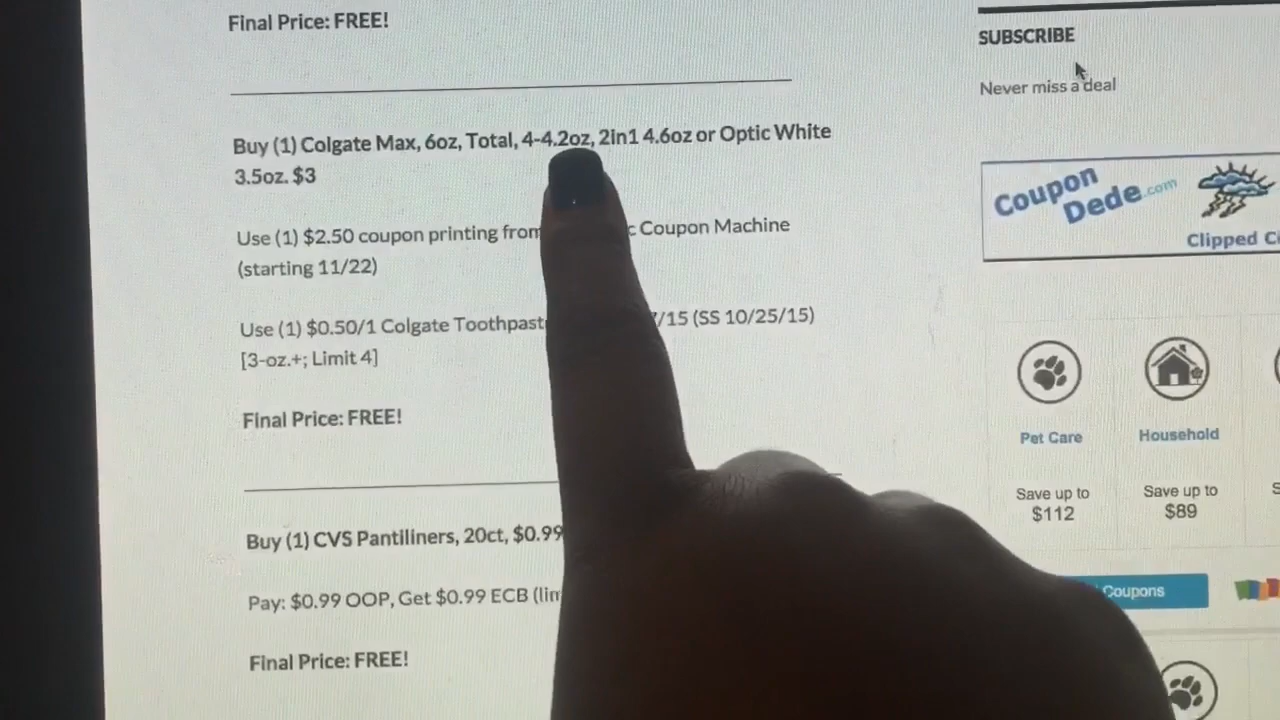 Final Price: FREE!
Buy (1) Colgate Max, 6oz, Total, 4-4.2oz, 2in1 4.6oz or Optic White
3.5oz. $3
Use (1) $2.50 coupon printing from c Coupon Machine
(starting 11/22)
Use (1) $0.50/1 Colgate Toothpast /15 (SS 10/25/15)
[3-oz.+; Limit 4]
Final Price: FREE!
Buy (1) CVS Pantiliners, 20ct, $0.99
Pay: $0.99 OOP, Get $0.99 ECB (lim
Final Price: FREE!
SUBSCRIBE
Never miss a deal
Coupon
Dede.com
Clipped C
Pet Care
Household
Save up to
$112
Save up to
$89
S
Coupons